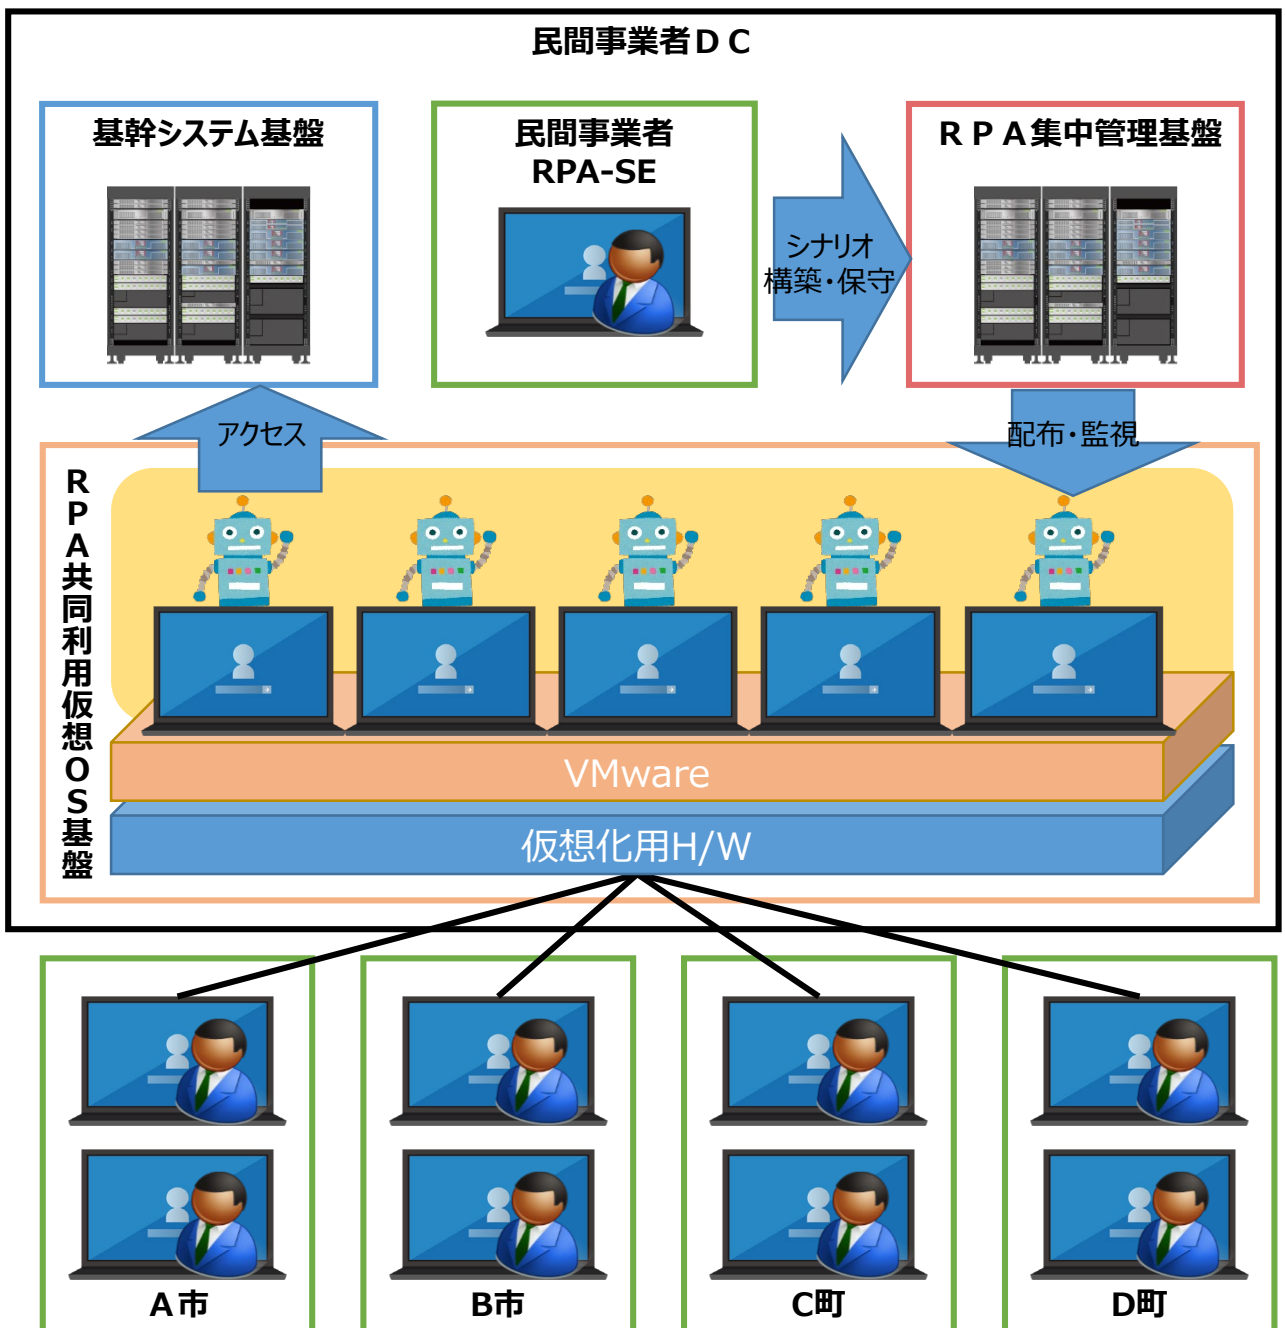 民間事業者ＤＣ
基幹システム基盤
民間事業者
RPA-SE
ＲＰＡ集中管理基盤
シナリオ
構築・保守
アクセス
配布・監視
ＲＰＡ共同利用仮想ＯＳ基盤
VMware
仮想化用H/W
Ａ市
B市
C町
D町